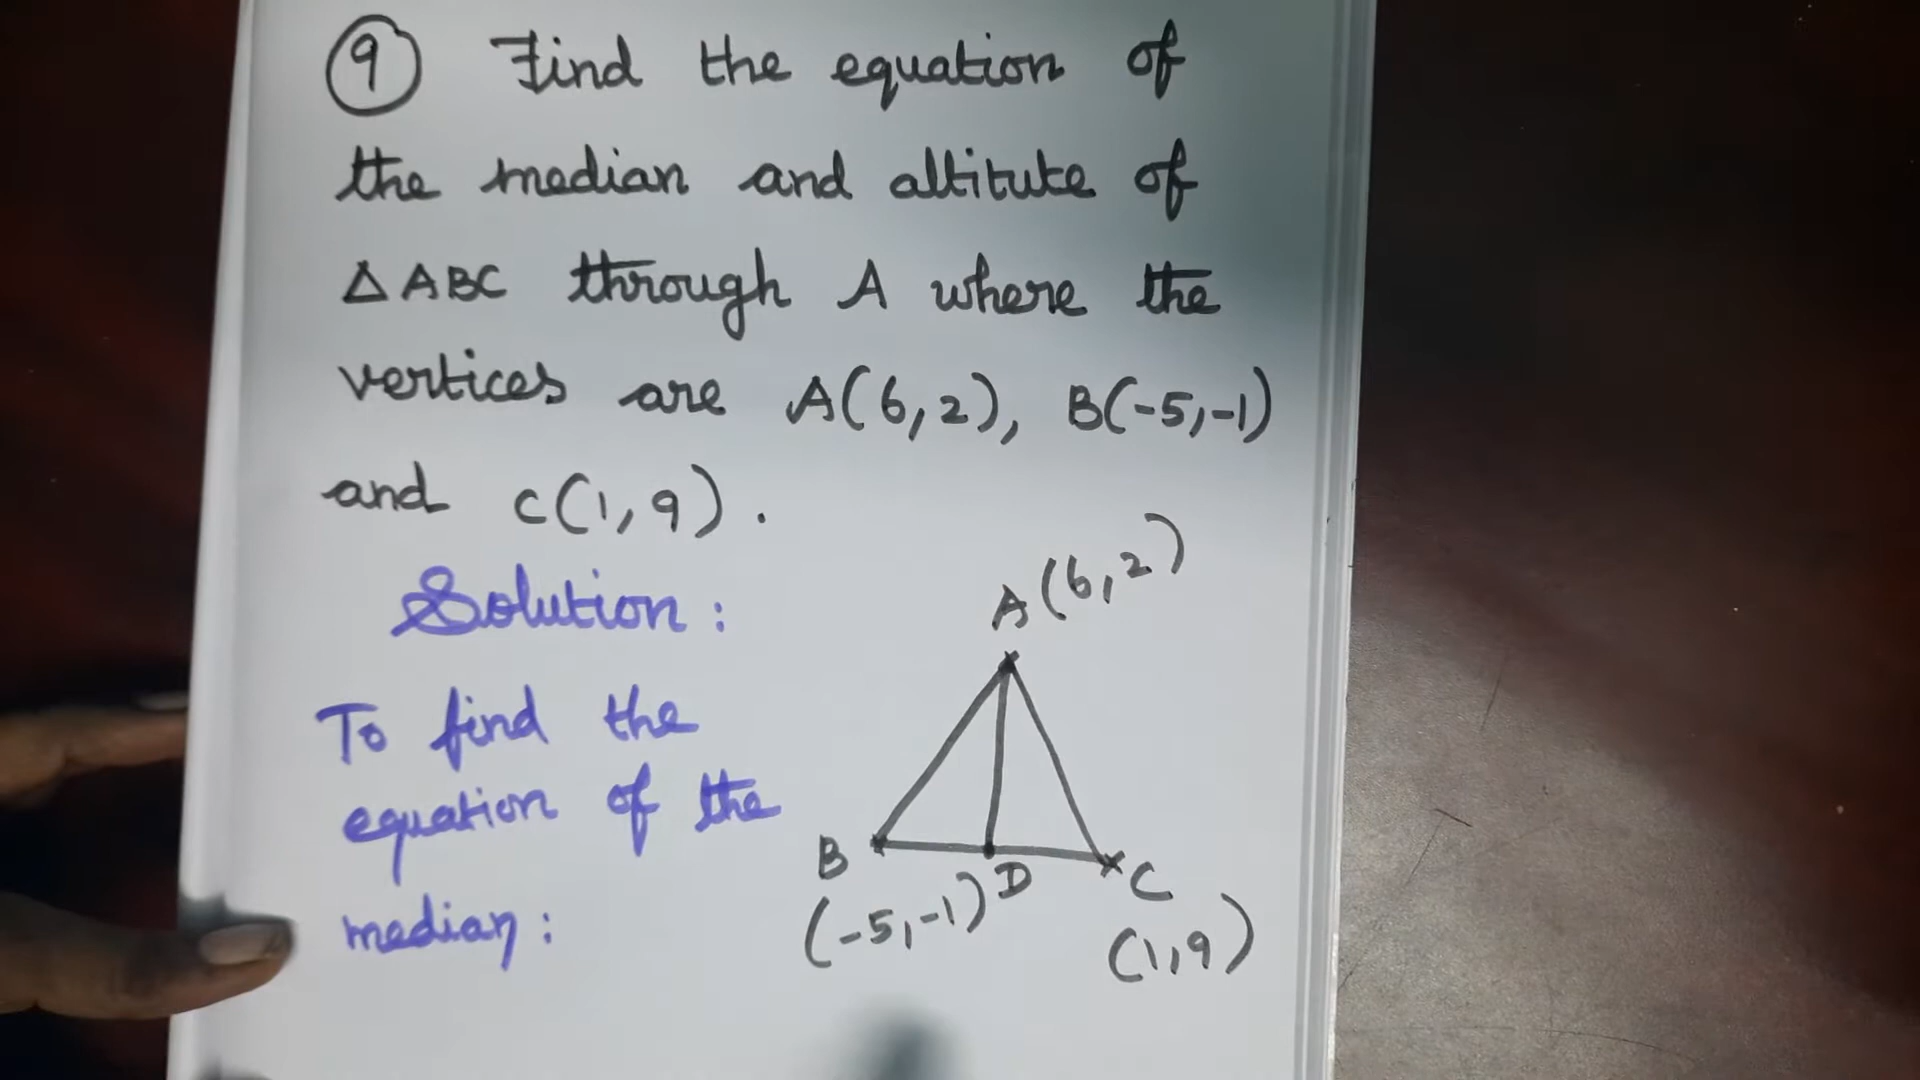 9 Find the equation of
the median and altitute of
△ ABC through A where the
vertices are A(6,2), B(-5,-1)
and C(1,9).
Solution:
A(6,2)
To find the
equation of the
median:
B
D
C
(-5,-1)
(1,9)